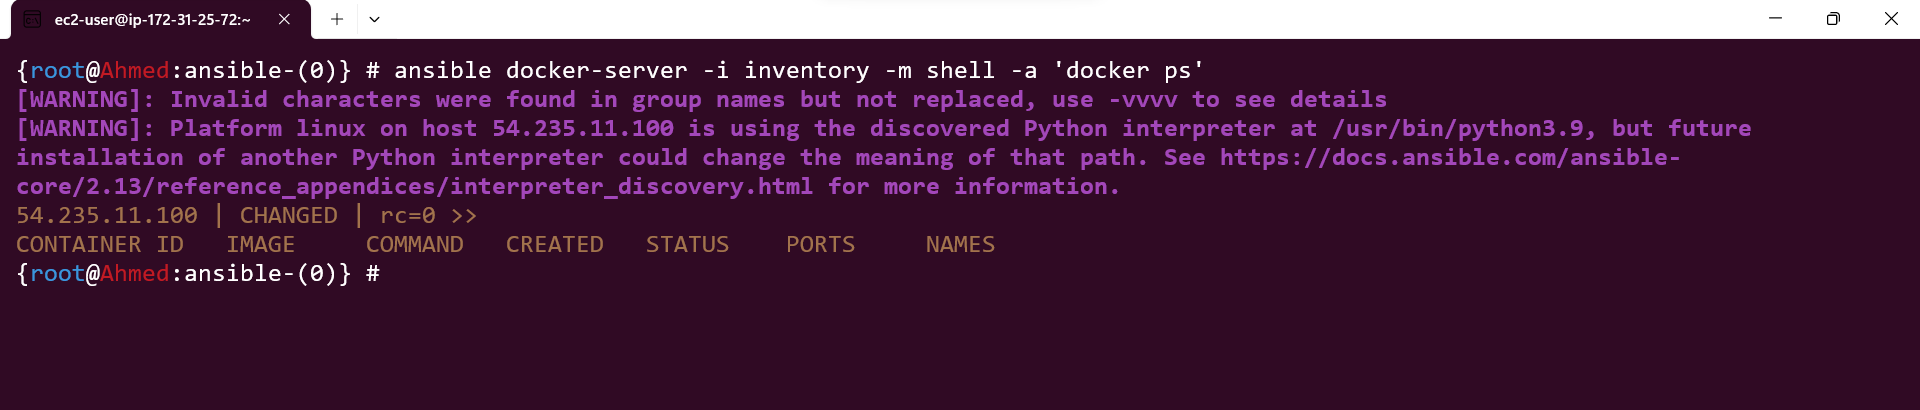 ec2-user@ip-172-31-25-72:~
{root@Ahmed:ansible-(0)} # ansible docker-server -i inventory -m shell -a 'docker ps'
[WARNING]: Invalid characters were found in group names but not replaced, use -vvvv to see details
[WARNING]: Platform linux on host 54.235.11.100 is using the discovered Python interpreter at /usr/bin/python3.9, but future
installation of another Python interpreter could change the meaning of that path. See https://docs.ansible.com/ansible-
core/2.13/reference_appendices/interpreter_discovery.html for more information.
54.235.11.100 | CHANGED | rc=0 >>
CONTAINER ID   IMAGE     COMMAND   CREATED   STATUS    PORTS     NAMES
{root@Ahmed:ansible-(0)} #